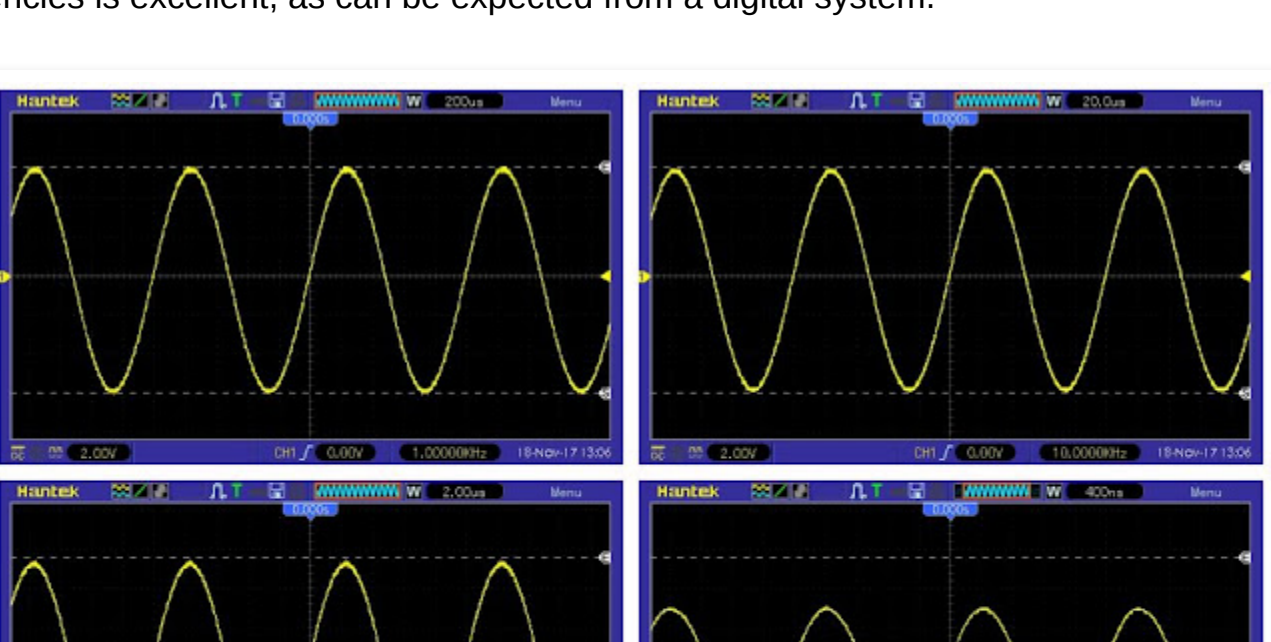 ncies is excellent, as can be expected from a digital system.
Hantek T W 200us Menu
0.000s
2.00V CH1 0.00V 1.00000KHz 18-Nov-17 13:06
Hantek T W 20.0us Menu
0.000s
2.00V CH1 0.00V 10.0000KHz 18-Nov-17 13:06
Hantek T W 2.00us Menu
0.000s
Hantek T W 400ns Menu
0.000s